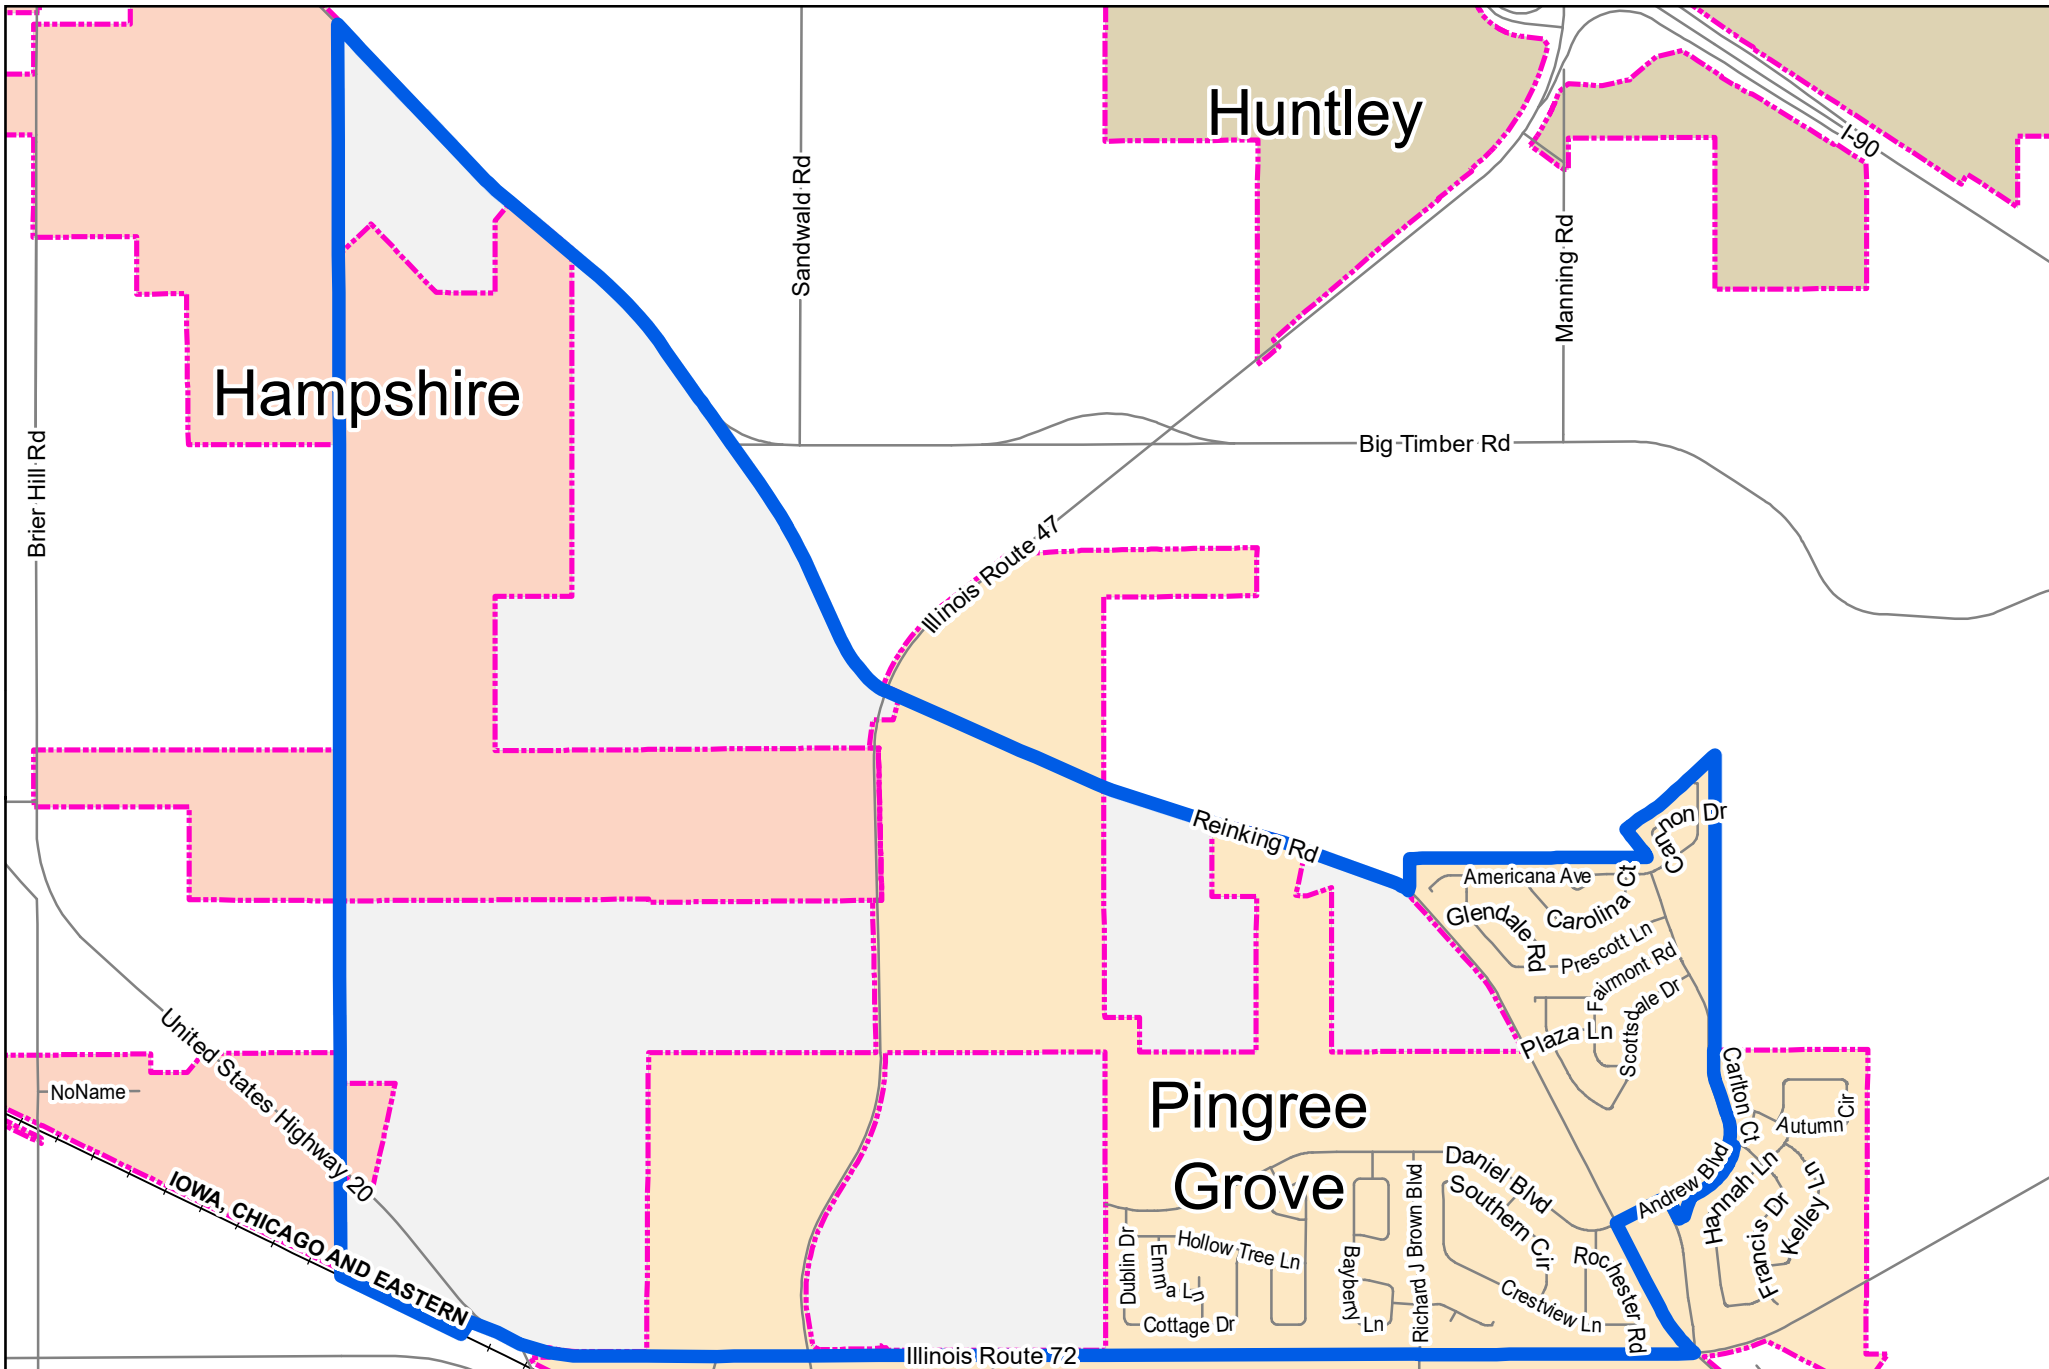 Huntley
I-90
Sandwald Rd
Manning Rd
Hampshire
Brier Hill Rd
Big Timber Rd
Illinois Route 47
Reinking Rd
Cannon Dr
Americana Ave
Carolina Ct
Glendale Rd
Prescott Ln
Fairmont Rd
Scottsdale Dr
Plaza Ln
United States Highway 20
NoName
IOWA, CHICAGO AND EASTERN
Pingree
Grove
Carlton Ct
Autumn Cir
Andrew Blvd
Hannah Ln
Kelley Ln
Francis Dr
Daniel Blvd
Southern Cir
Richard J Brown Blvd
Rochester Rd
Dublin Dr
Emma Ln
Hollow Tree Ln
Bayberry Ln
Crestview Ln
Cottage Dr
Illinois Route 72